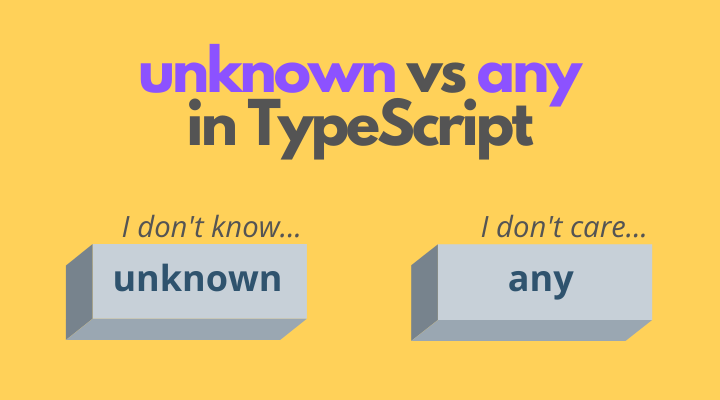 unknown vs any
in TypeScript
I don't know...
unknown
I don't care...
any